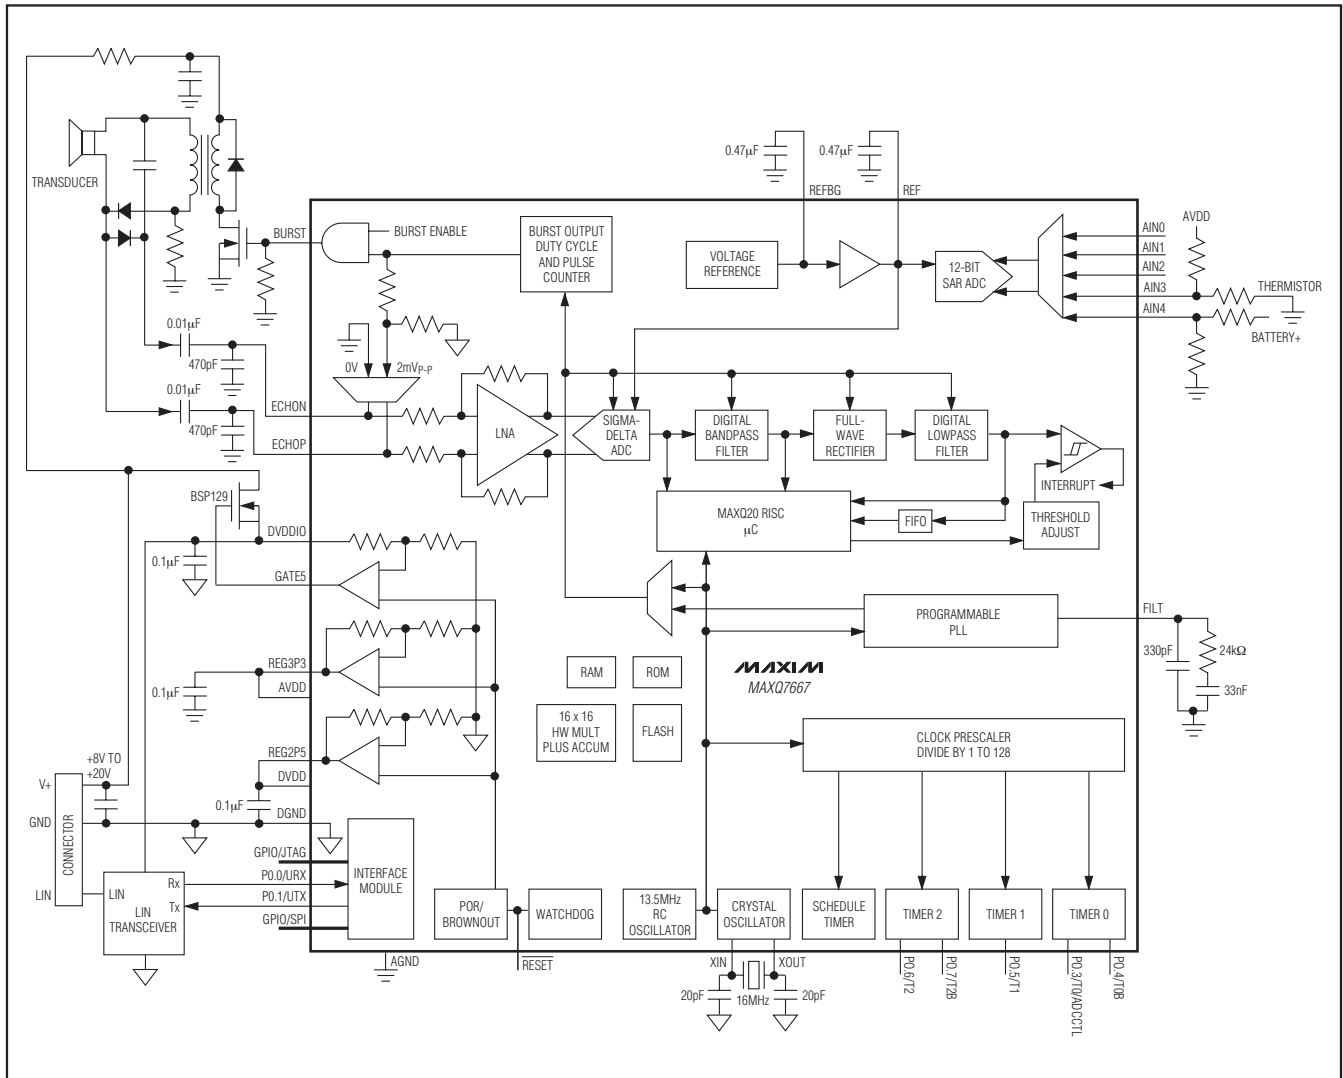 TRANSDUCER
0.47µF
0.47µF
REFBG
REF
BURST
BURST ENABLE
BURST OUTPUT
DUTY CYCLE
AND PULSE
COUNTER
VOLTAGE
REFERENCE
12-BIT
SAR ADC
AIN0
AIN1
AIN2
AIN3
AIN4
AVDD
THERMISTOR
BATTERY+
0.01µF
470pF
0.01µF
470pF
ECHON
ECHOP
0V
2mVP-P
LNA
SIGMA-
DELTA
ADC
DIGITAL
BANDPASS
FILTER
FULL-
WAVE
RECTIFIER
DIGITAL
LOWPASS
FILTER
INTERRUPT
THRESHOLD
ADJUST
MAXQ20 RISC
µC
FIFO
BSP129
DVDDIO
0.1µF
GATE5
REG3P3
AVDD
0.1µF
REG2P5
DVDD
0.1µF
DGND
PROGRAMMABLE
PLL
FILT
330pF
24kΩ
33nF
RAM
ROM
16 x 16
HW MULT
PLUS ACCUM
FLASH
MAXIM
MAXQ7667
CLOCK PRESCALER
DIVIDE BY 1 TO 128
+8V TO
+20V
V+
GND
LIN
CONNECTOR
LIN
Rx
Tx
LIN
TRANSCEIVER
GPIO/JTAG
P0.0/URX
P0.1/UTX
GPIO/SPI
INTERFACE
MODULE
AGND
POR/
BROWNOUT
WATCHDOG
RESET
13.5MHz
RC
OSCILLATOR
CRYSTAL
OSCILLATOR
SCHEDULE
TIMER
TIMER 2
TIMER 1
TIMER 0
XIN
XOUT
20pF
16MHz
20pF
P0.6/T2
P0.7/T2B
P0.5/T1
P0.3/T0/ADCCTL
P0.4/T0B